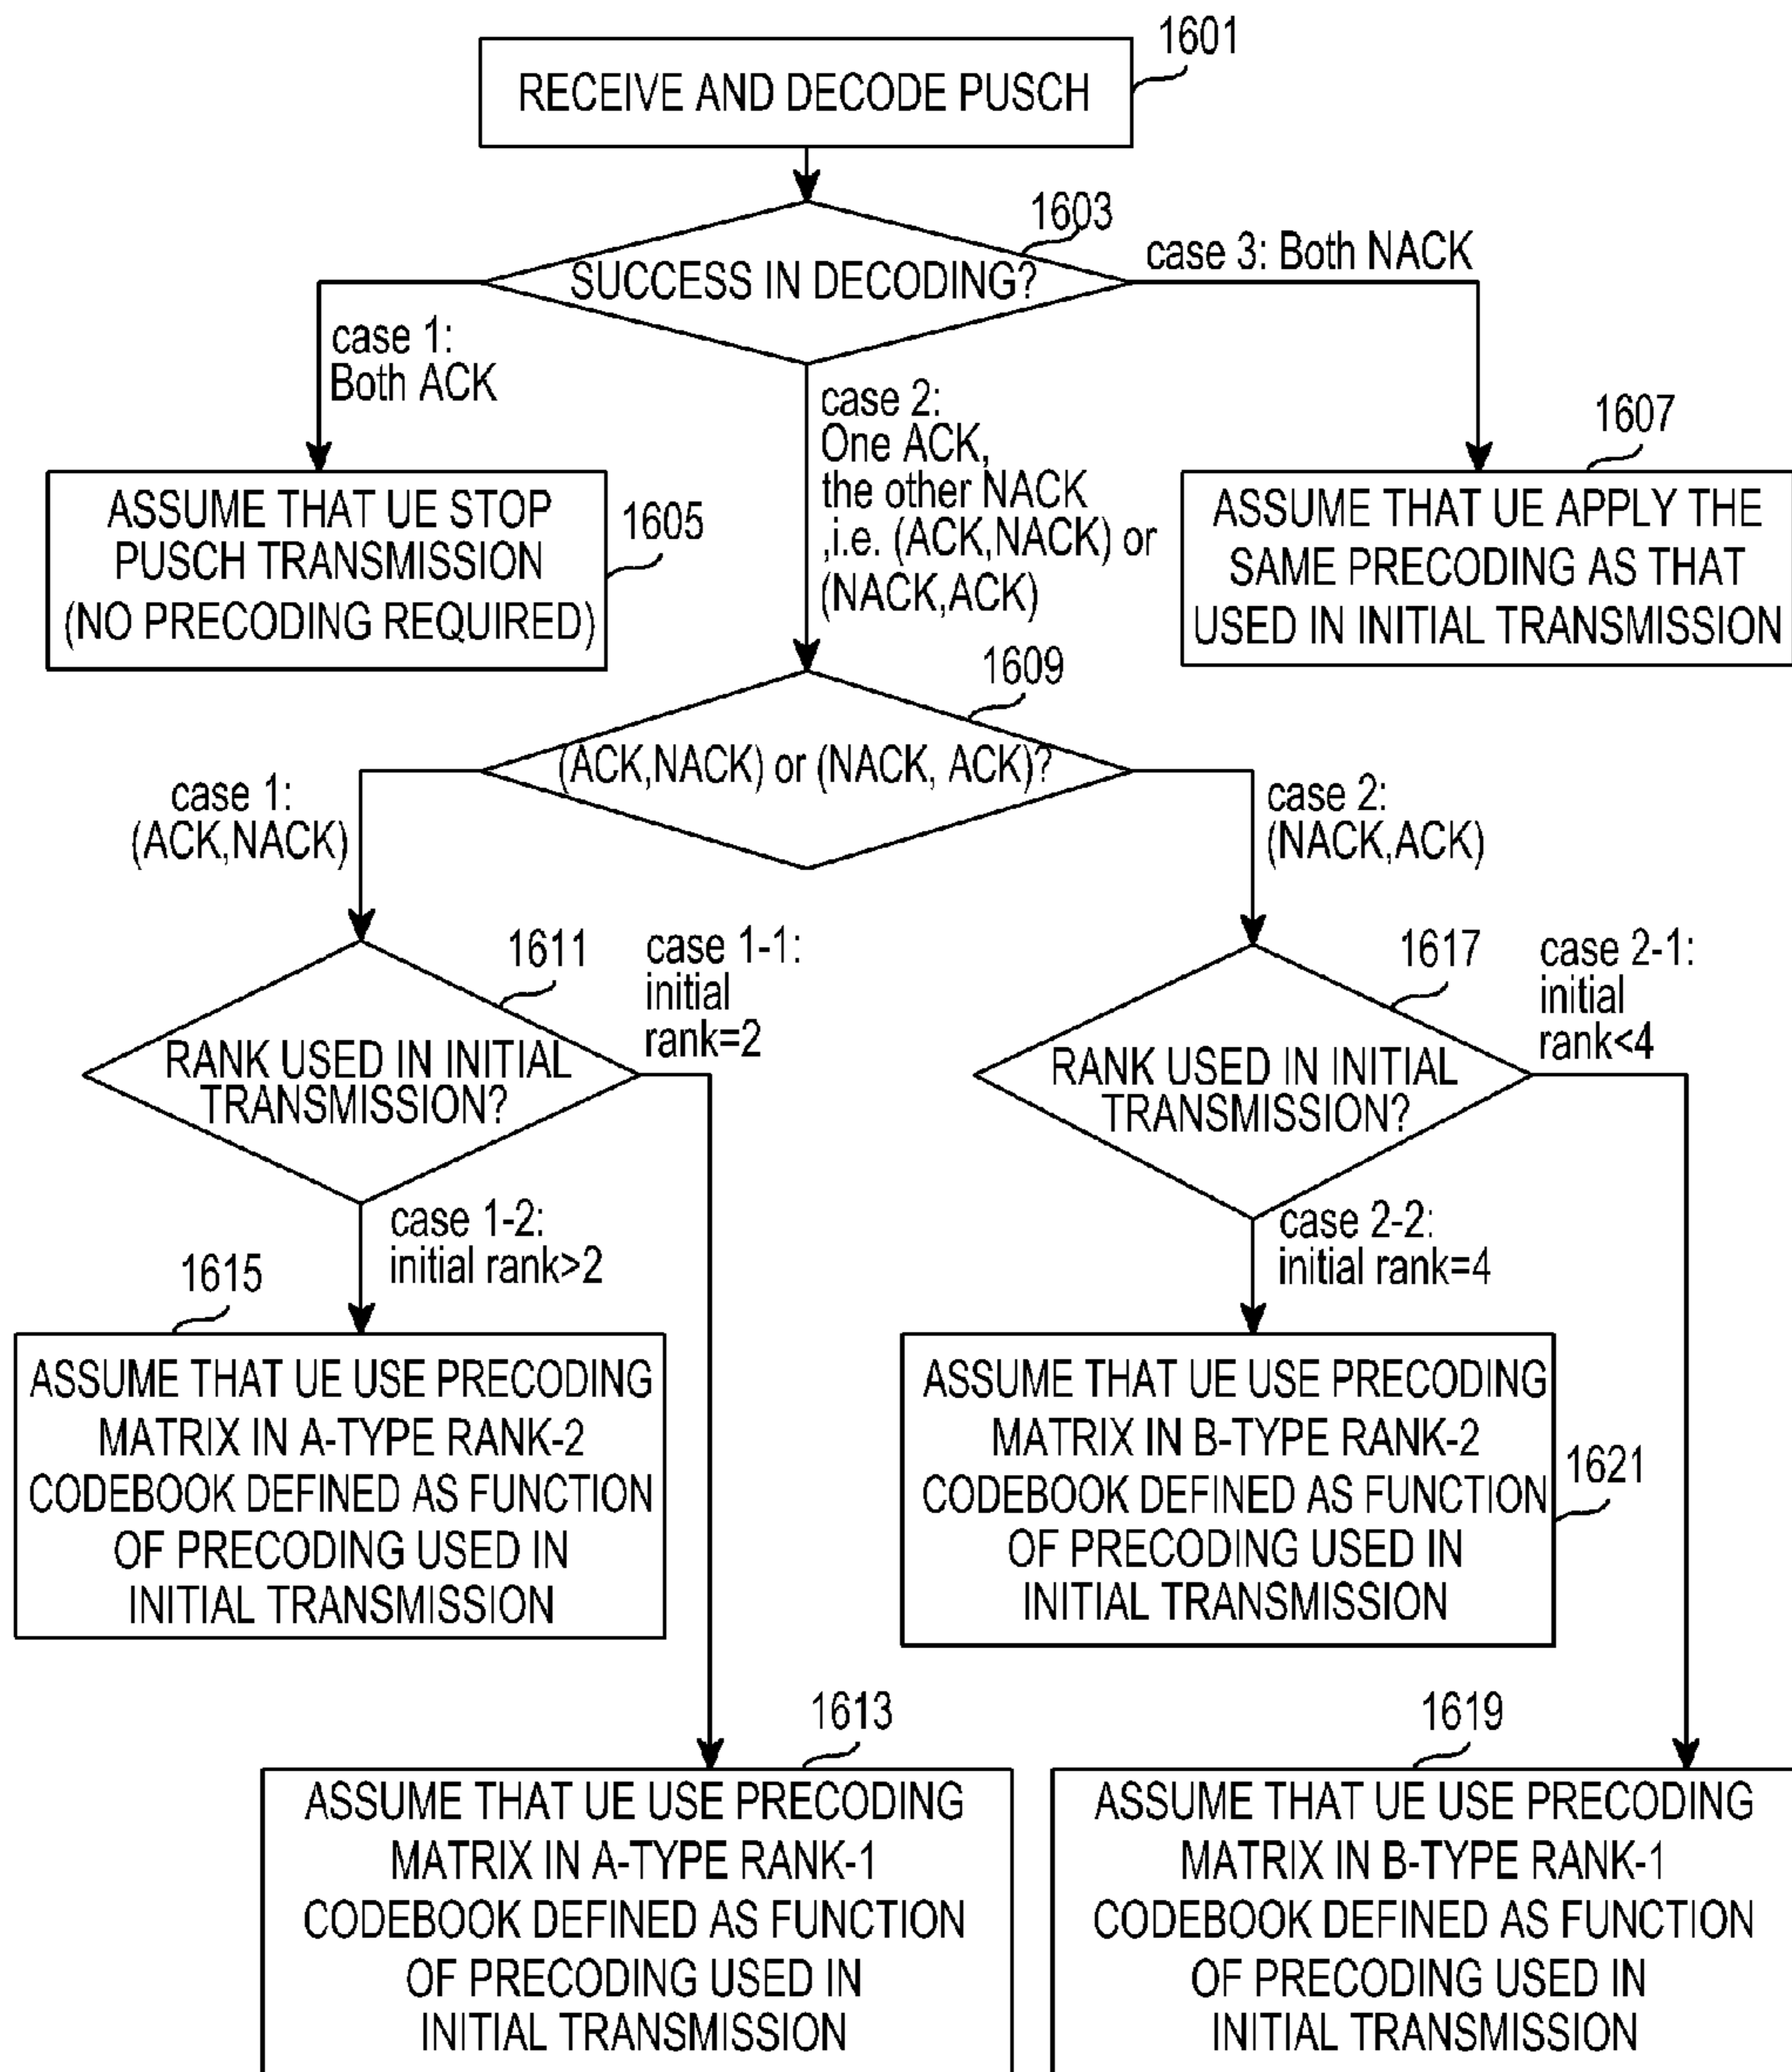 1601
RECEIVE AND DECODE PUSCH
1603
SUCCESS IN DECODING?
case 3: Both NACK
case 1:
Both ACK
case 2:
One ACK,
the other NACK
,i.e. (ACK,NACK) or
(NACK,ACK)
1605
ASSUME THAT UE STOP
PUSCH TRANSMISSION
(NO PRECODING REQUIRED)
1607
ASSUME THAT UE APPLY THE
SAME PRECODING AS THAT
USED IN INITIAL TRANSMISSION
1609
(ACK,NACK) or (NACK, ACK)?
case 1:
(ACK,NACK)
case 2:
(NACK,ACK)
1611
case 1-1:
initial
rank=2
RANK USED IN INITIAL
TRANSMISSION?
1617
case 2-1:
initial
rank<4
RANK USED IN INITIAL
TRANSMISSION?
case 1-2:
initial rank>2
case 2-2:
initial rank=4
1615
ASSUME THAT UE USE PRECODING
MATRIX IN A-TYPE RANK-2
CODEBOOK DEFINED AS FUNCTION
OF PRECODING USED IN
INITIAL TRANSMISSION
ASSUME THAT UE USE PRECODING
MATRIX IN B-TYPE RANK-2
CODEBOOK DEFINED AS FUNCTION
OF PRECODING USED IN
INITIAL TRANSMISSION
1621
1613
ASSUME THAT UE USE PRECODING
MATRIX IN A-TYPE RANK-1
CODEBOOK DEFINED AS FUNCTION
OF PRECODING USED IN
INITIAL TRANSMISSION
1619
ASSUME THAT UE USE PRECODING
MATRIX IN B-TYPE RANK-1
CODEBOOK DEFINED AS FUNCTION
OF PRECODING USED IN
INITIAL TRANSMISSION